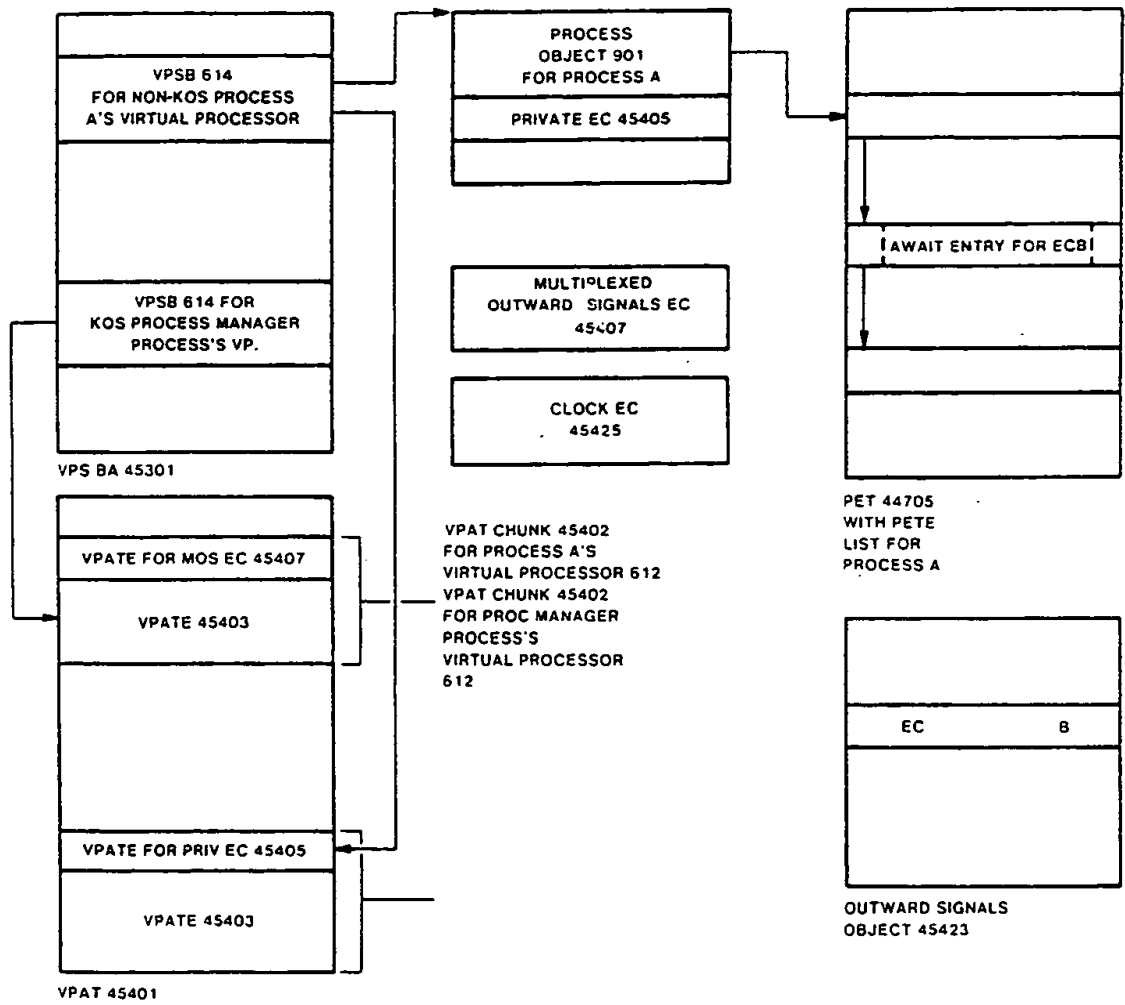 VPSB 614
FOR NON-KOS PROCESS
A'S VIRTUAL PROCESSOR
VPSB 614 FOR
KOS PROCESS MANAGER
PROCESS'S VP.
VPS BA 45301
PROCESS
OBJECT 901
FOR PROCESS A
PRIVATE EC 45405
MULTIPLEXED
OUTWARD SIGNALS EC
45407
CLOCK EC
45425
AWAIT ENTRY FOR ECB
PET 44705
WITH PETE
LIST FOR
PROCESS A
VPATE FOR MOS EC 45407
VPATE 45403
VPATE FOR PRIV EC 45405
VPATE 45403
VPAT 45401
VPAT CHUNK 45402
FOR PROCESS A'S
VIRTUAL PROCESSOR 612
VPAT CHUNK 45402
FOR PROC MANAGER
PROCESS'S
VIRTUAL PROCESSOR
612
EC B
OUTWARD SIGNALS
OBJECT 45423